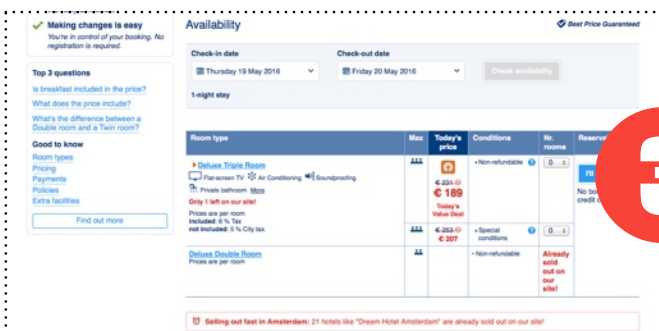 Making changes is easy
You're in control of your booking. No
registration is required.
Top 3 questions
Is breakfast included in the price?
What does the price include?
What's the difference between a
Double room and a Twin room?
Good to know
Room types
Pricing
Payments
Policies
Extra facilities
Find out more
Availability
Best Price Guaranteed
Check-in date
Check-out date
Thursday 19 May 2016
Friday 20 May 2016
Check availability
1-night stay
Room type
Max
Today's
price
Conditions
Nr.
rooms
Deluxe Triple Room
Flat-screen TV Air Conditioning Soundproofing
Private bathroom More
Only 1 left on our site!
Prices are per room
included: 6 % Tax
not included: 5 % City tax.
€ 231
€ 189
Today's
Value Deal
• Non-refundable
0
No
credit
€ 253
€ 207
• Special
conditions
0
Deluxe Double Room
Prices are per room
• Non-refundable
Already
sold
out on
our
site!
Selling out fast in Amsterdam: 21 hotels like "Dream Hotel Amsterdam" are already sold out on our site!
€